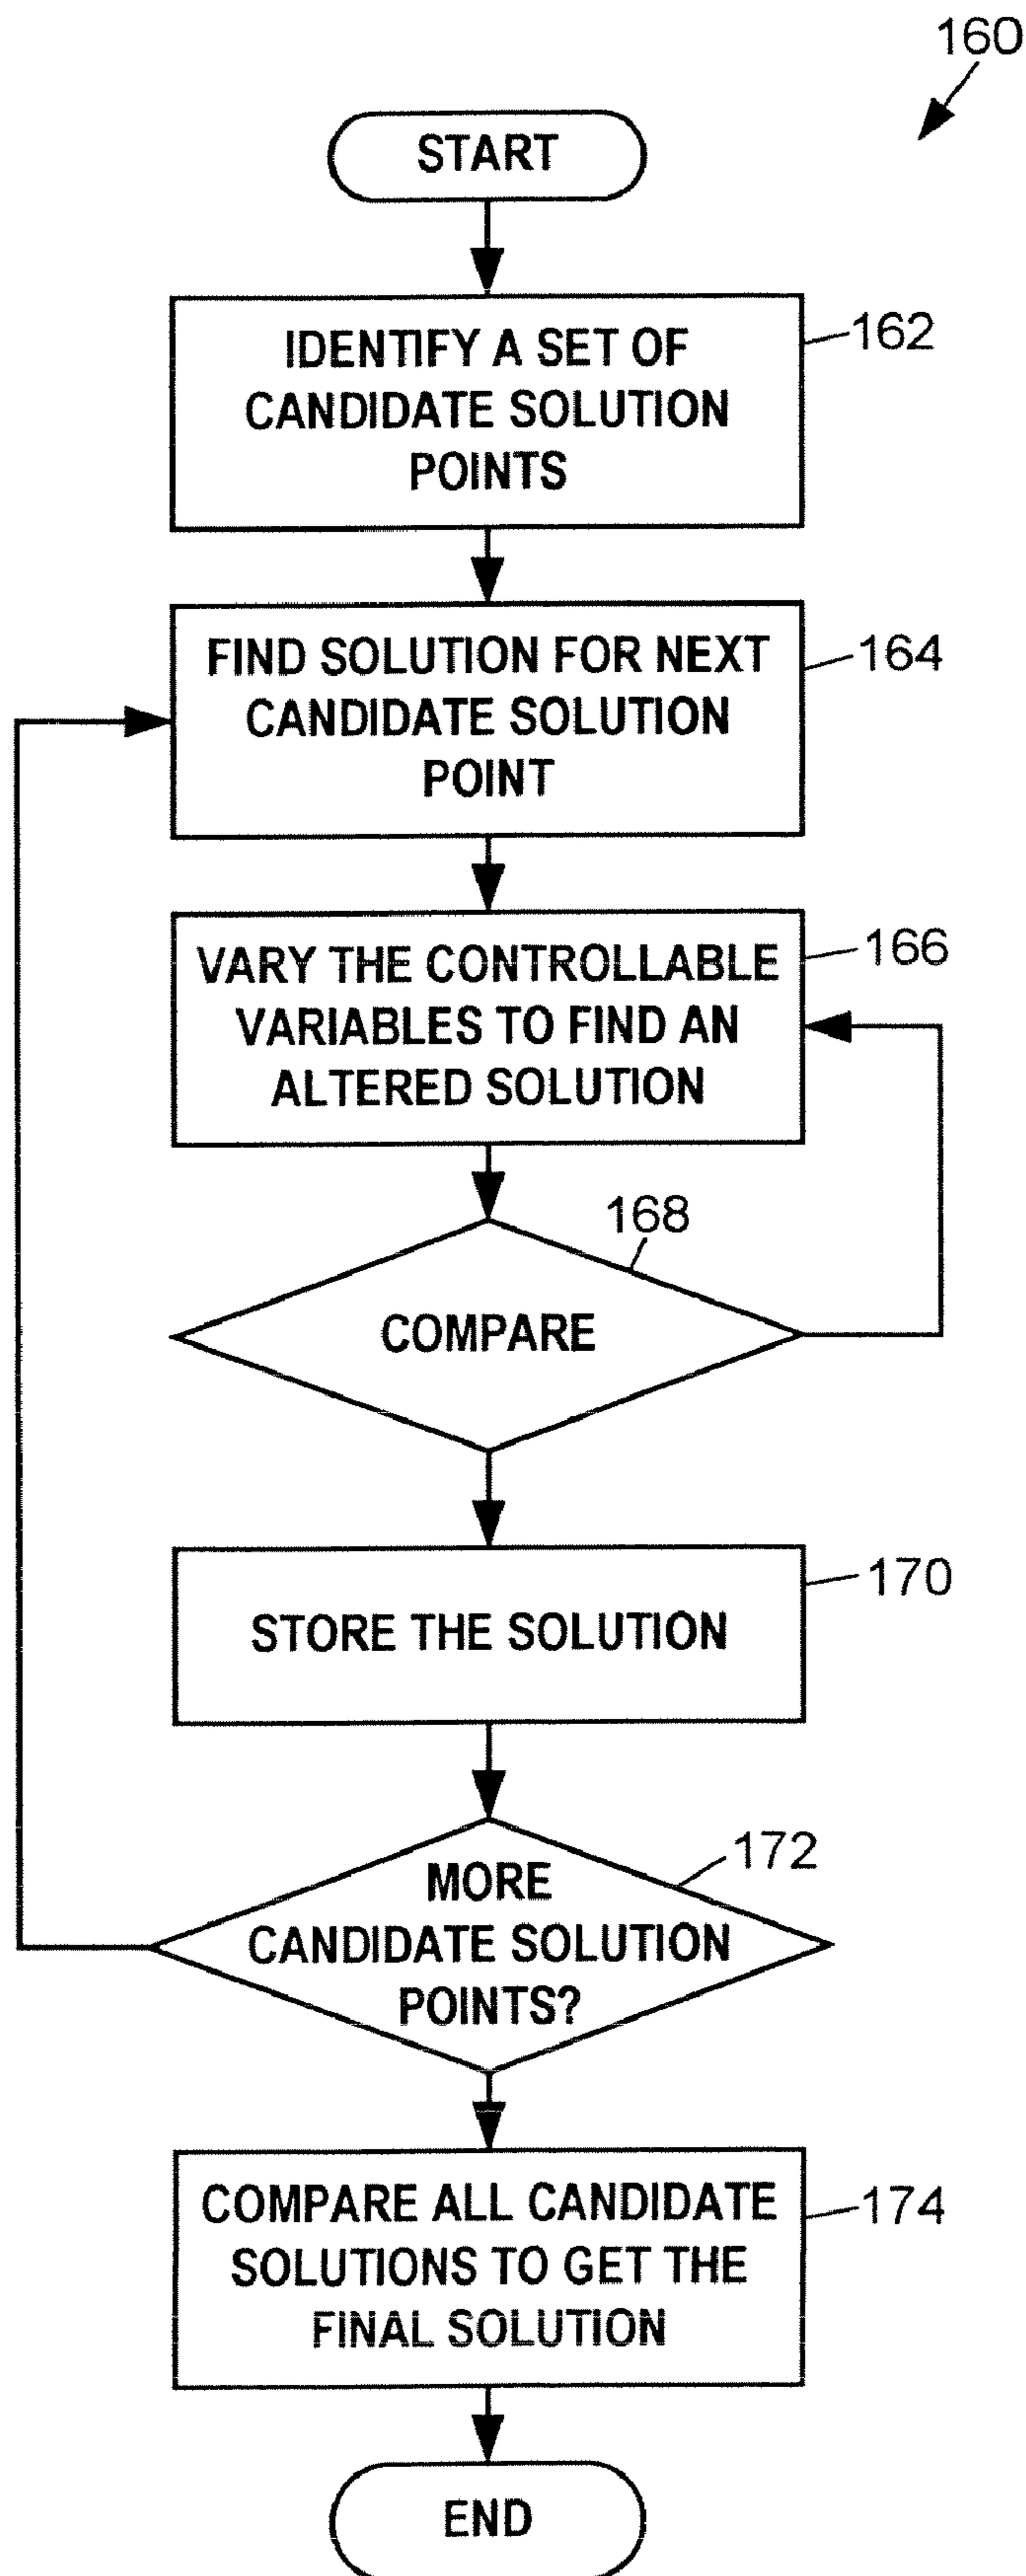 160
START
IDENTIFY A SET OF
CANDIDATE SOLUTION
POINTS
162
FIND SOLUTION FOR NEXT
CANDIDATE SOLUTION
POINT
164
VARY THE CONTROLLABLE
VARIABLES TO FIND AN
ALTERED SOLUTION
166
168
COMPARE
STORE THE SOLUTION
170
172
MORE
CANDIDATE SOLUTION
POINTS?
COMPARE ALL CANDIDATE
SOLUTIONS TO GET THE
FINAL SOLUTION
174
END